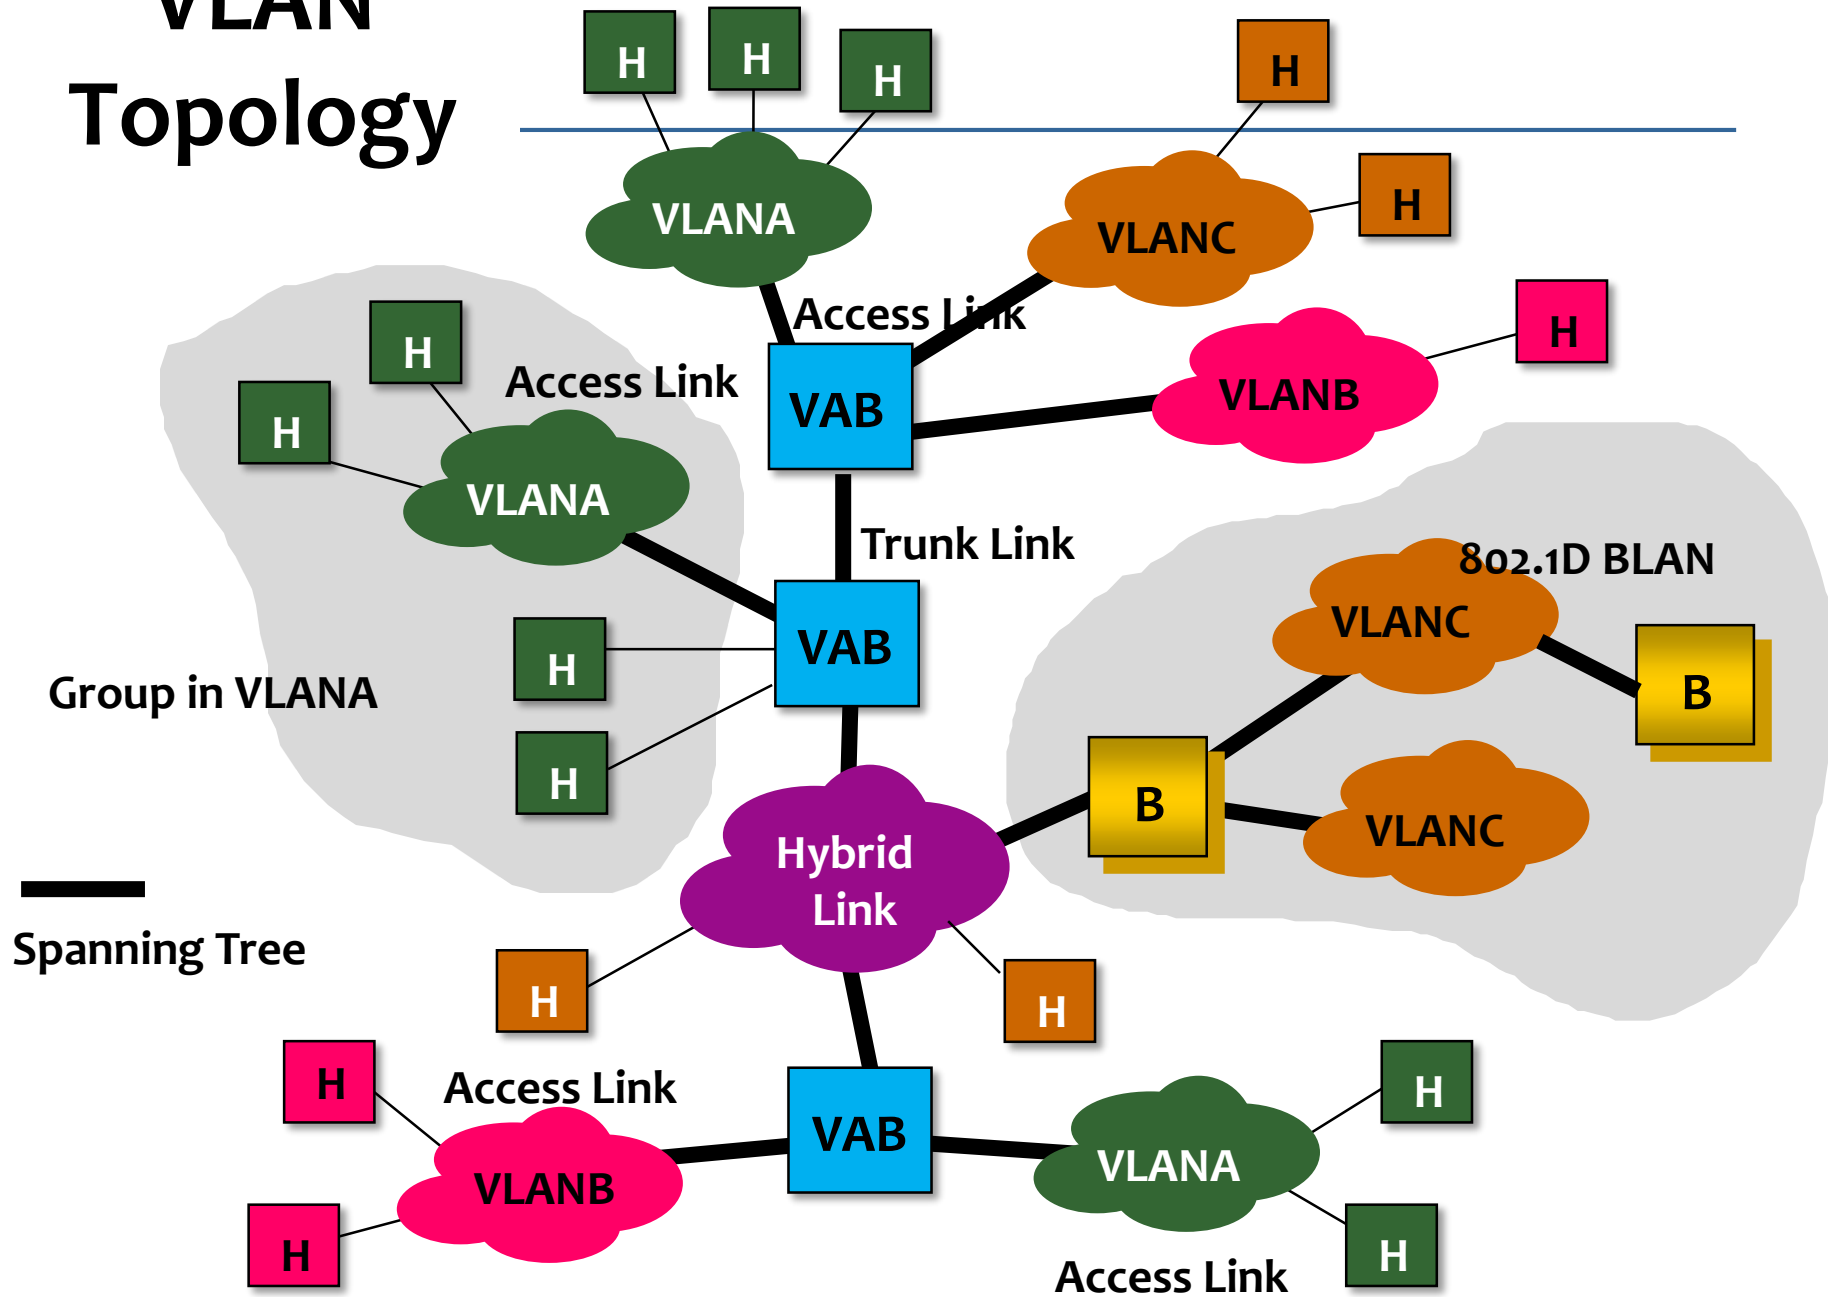 VLAN
Topology
H
H
H
H
H
VLANA
VLANC
H
Access Link
H
Access Link
VLANB
H
VAB
VLANA
Trunk Link
802.1D BLAN
VLANC
H
VAB
B
Group in VLANA
H
B
VLANC
Hybrid
Link
Spanning Tree
H
H
H
Access Link
H
VAB
VLANA
VLANB
H
H
Access Link